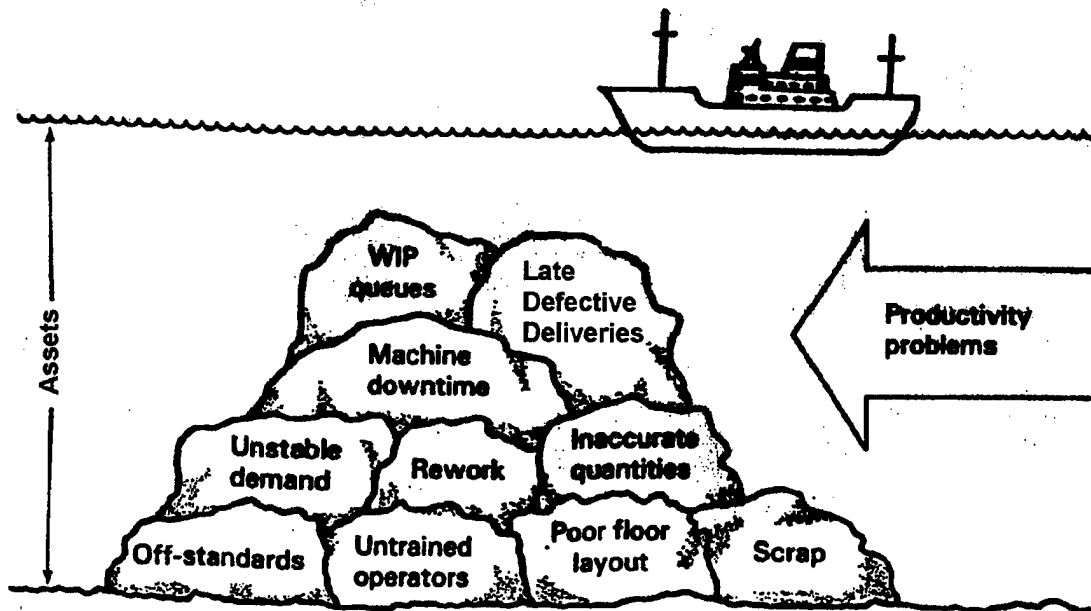 WIP
queues
Late
Defective
Deliveries
Machine
downtime
Productivity
problems
Assets
Unstable
demand
Rework
Inaccurate
quantities
Off-standards
Untrained
operators
Poor floor
layout
Scrap